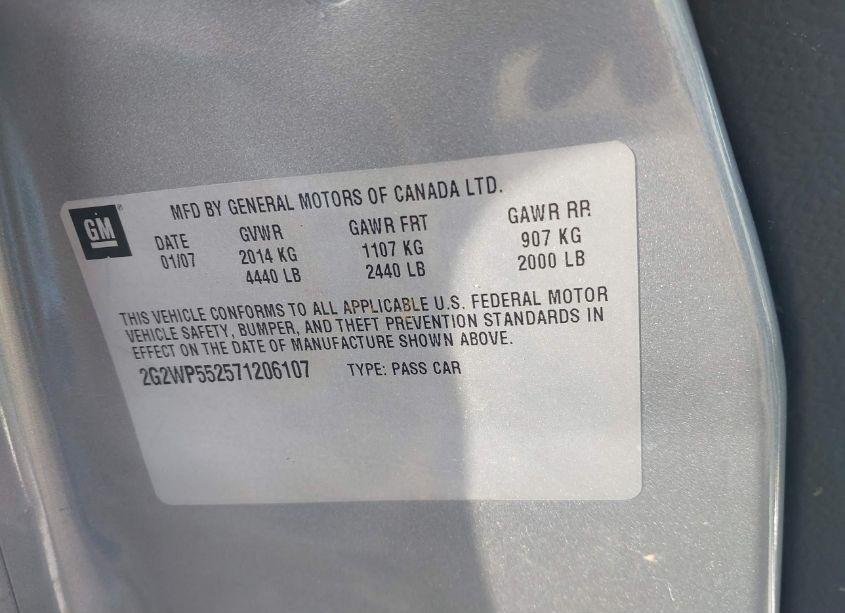 GM
MFD BY GENERAL MOTORS OF CANADA LTD.
DATE GVWR GAWR FRT GAWR RR
01/07 2014 KG 1107 KG 907 KG
4440 LB 2440 LB 2000 LB
THIS VEHICLE CONFORMS TO ALL APPLICABLE U.S. FEDERAL MOTOR
VEHICLE SAFETY, BUMPER, AND THEFT PREVENTION STANDARDS IN
EFFECT ON THE DATE OF MANUFACTURE SHOWN ABOVE.
2G2WP552571206107 TYPE: PASS CAR